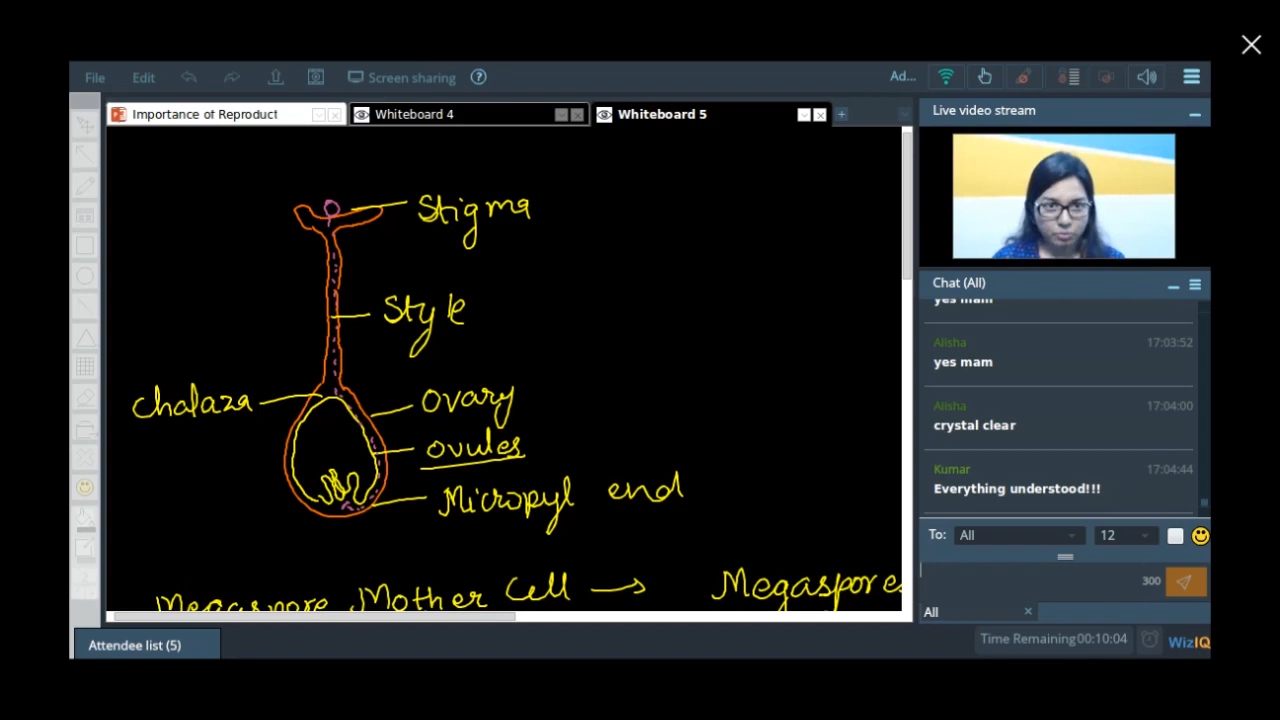 File Edit Screen sharing ? Ad...
Importance of Reproduct Whiteboard 4 Whiteboard 5
Stigma
Style
Chalaza
Ovary
Ovules
Micropyl end
Megaspore Mother Cell → Megaspores
Live video stream
Chat (All)
yes mam
Alisha 17:03:52
yes mam
Alisha 17:04:00
crystal clear
Kumar 17:04:44
Everything understood!!!
To: All 12
300
All
Attendee list (5)
Time Remaining 00:10:04
WizIQ